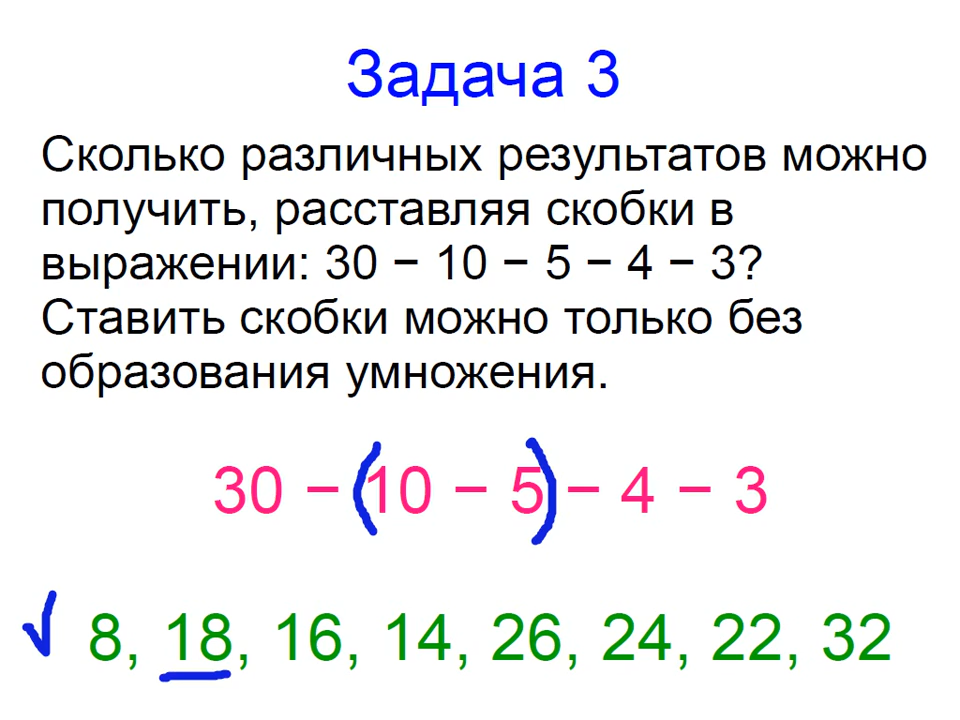 Задача 3
Сколько различных результатов можно
получить, расставляя скобки в
выражении: 30 − 10 − 5 − 4 − 3?
Ставить скобки можно только без
образования умножения.
30 − (10 − 5) − 4 − 3
√ 8, 18, 16, 14, 26, 24, 22, 32